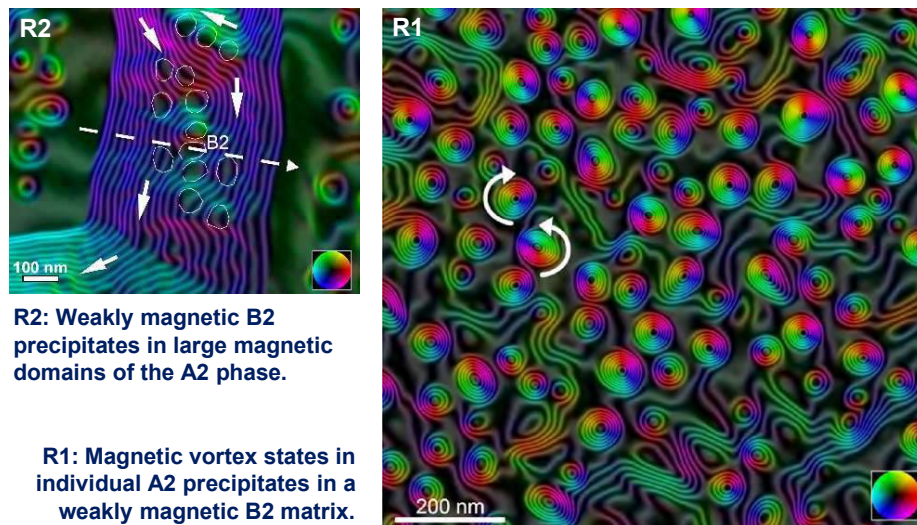 R2
B2
100 nm
R2: Weakly magnetic B2
precipitates in large magnetic
domains of the A2 phase.
R1: Magnetic vortex states in
individual A2 precipitates in a
weakly magnetic B2 matrix.
R1
200 nm